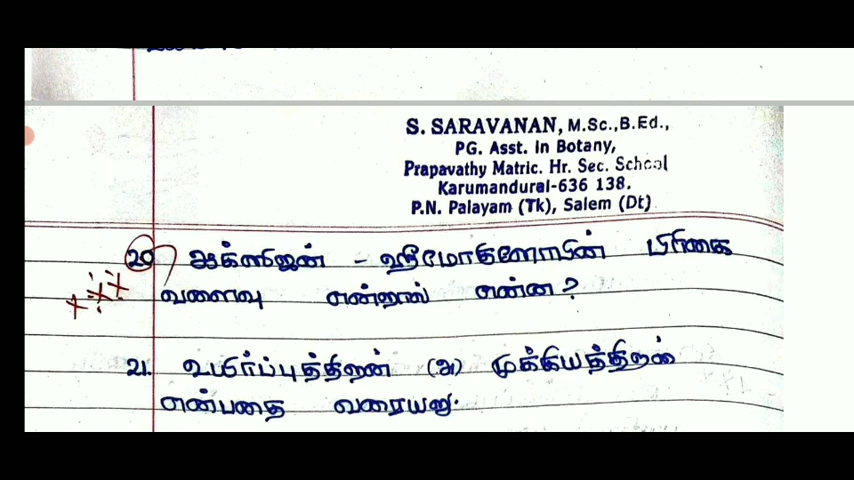 S. SARAVANAN, M.Sc.,B.Ed.,
PG. Asst. in Botany,
Prapavathy Matric. Hr. Sec. School
Karumandurai-636 138.
P.N. Palayam (Tk), Salem (Dt)
20 ஆக்ஸிஜன் - ஹீமோகுளோபின் பிரிகை
வளைவு என்றால் என்ன?
21. உயிர்ப்புத்திறன் (அ) முக்கியத்திறன்
என்பதை வரையறு.